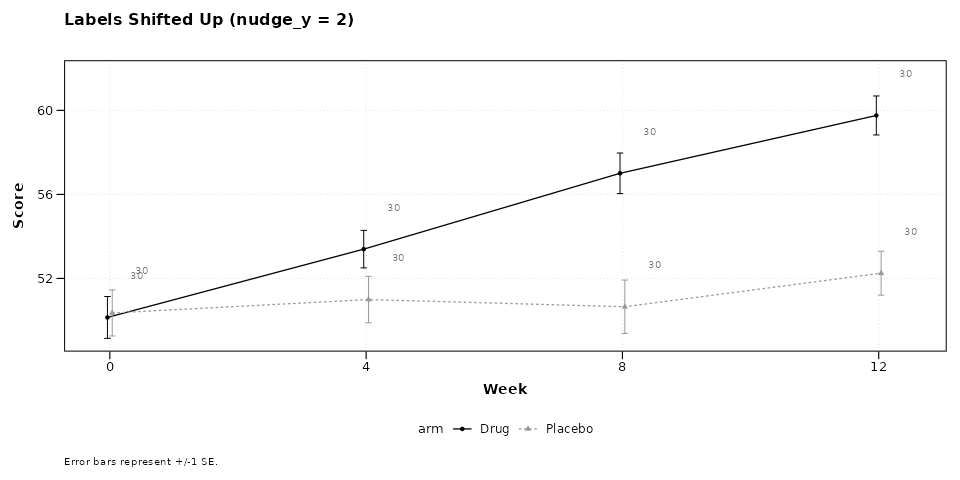 Labels Shifted Up (nudge_y = 2)
30
60
30
Score
56
30
30
30
30
52
30
30
0 4 8 12
Week
arm Drug Placebo
Error bars represent +/-1 SE.